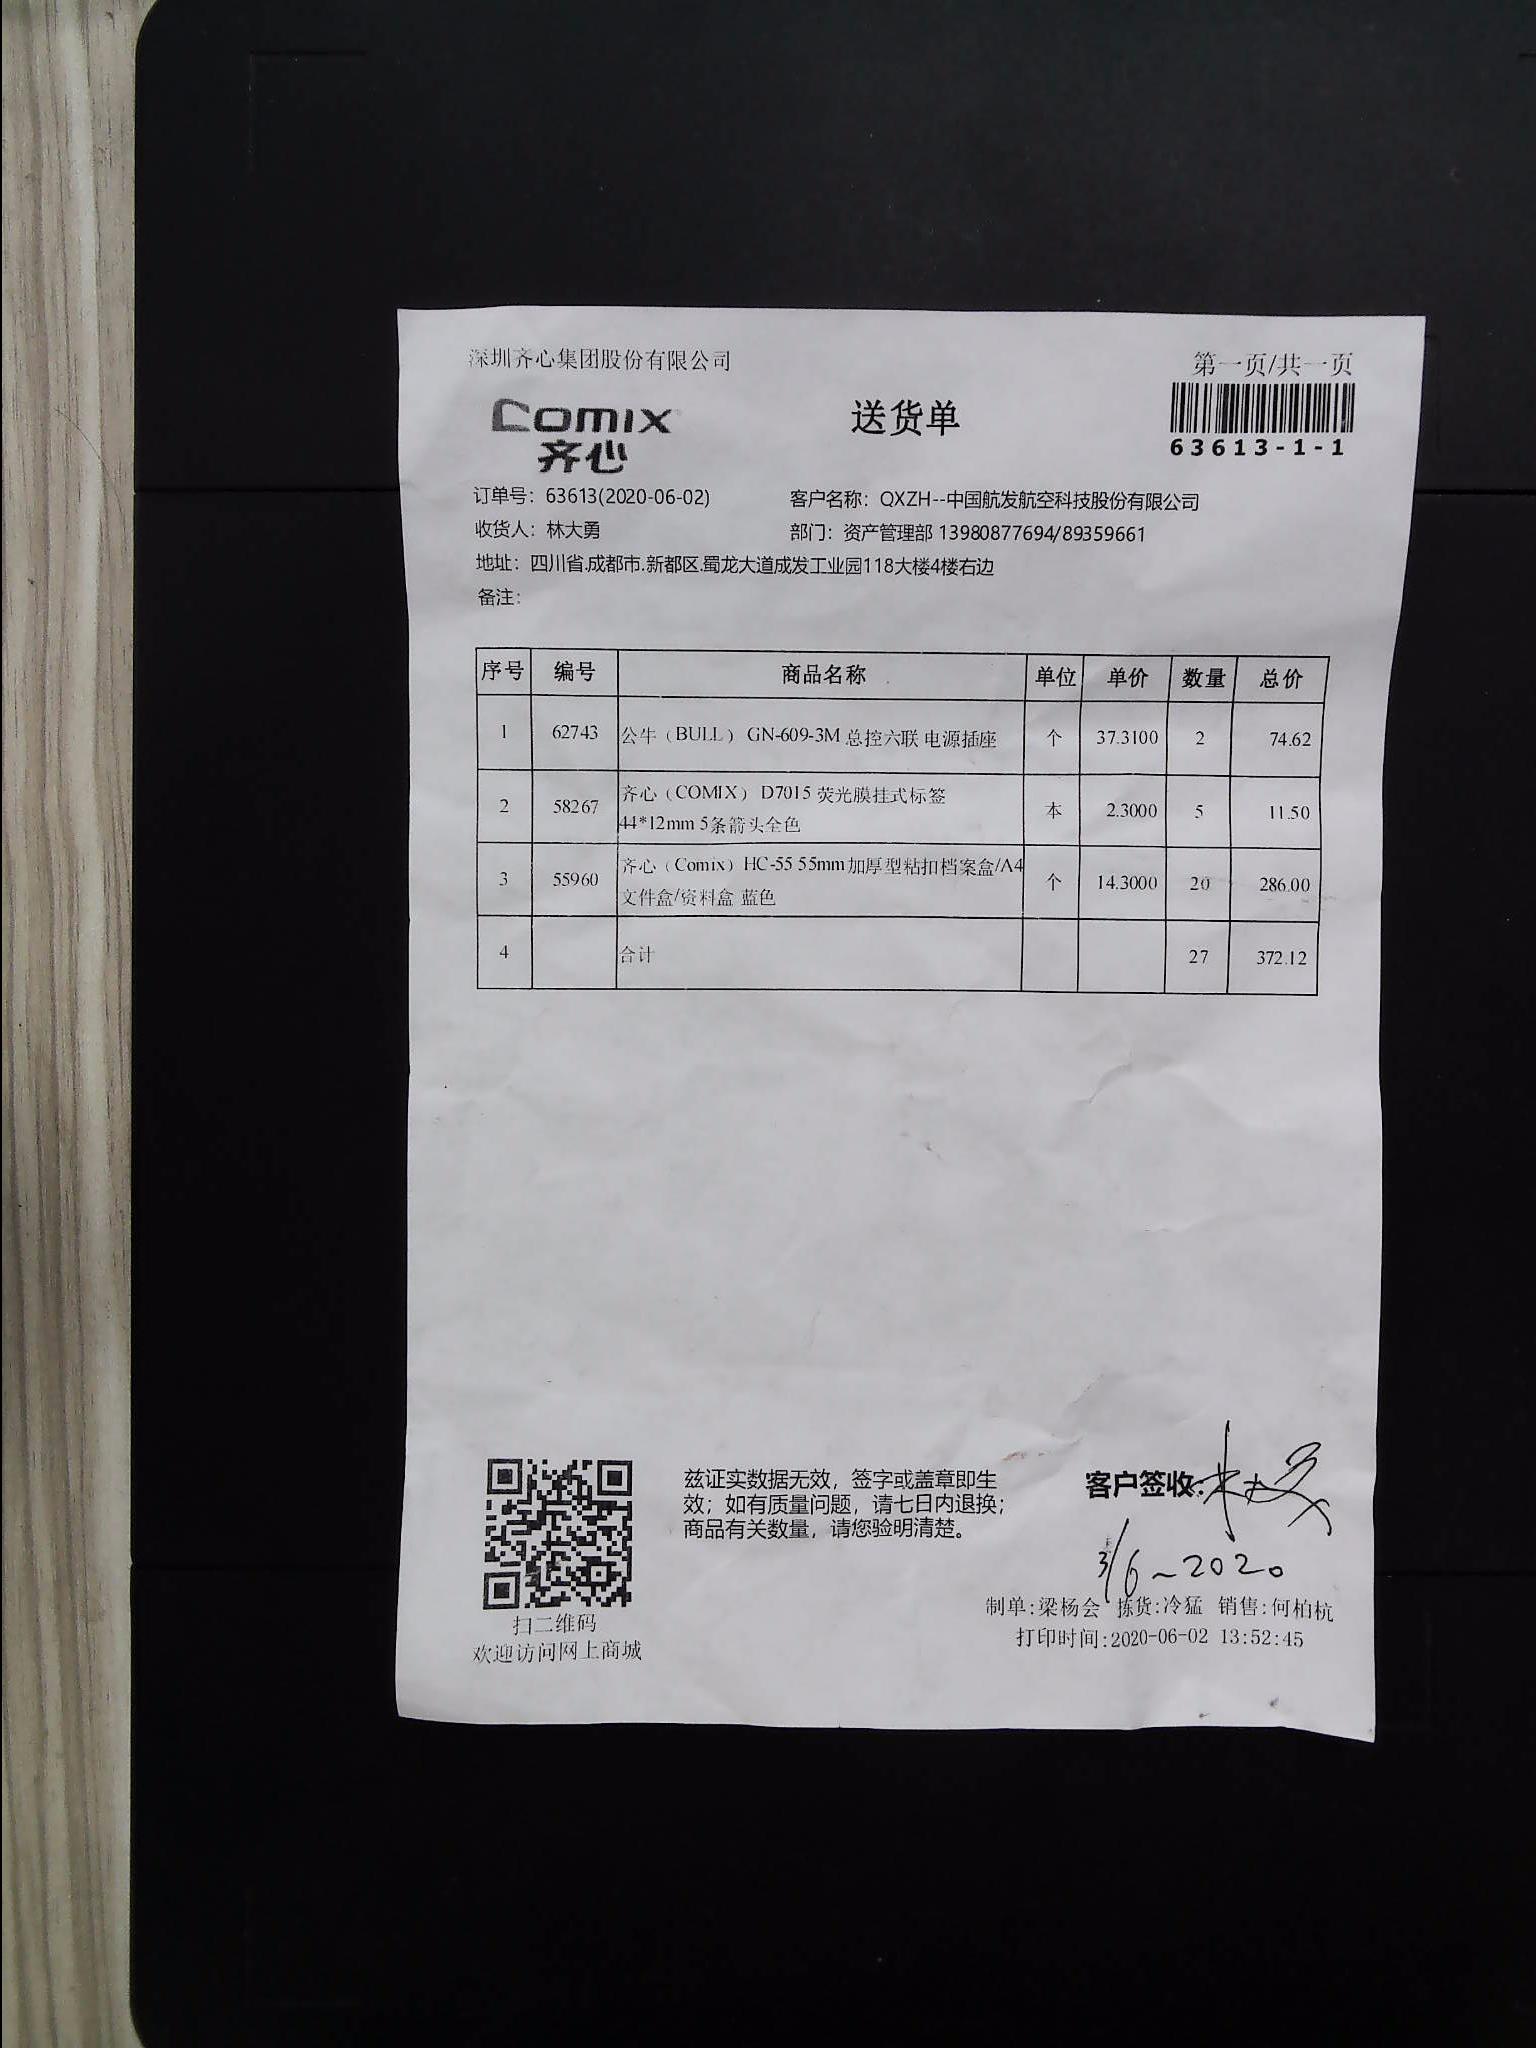 深圳齐心集团股份有限公司
第一页/共一页
Comix
齐心
送货单
63613-1-1
订单号：63613(2020-06-02)
客户名称：QXZH--中国航发航空科技股份有限公司
收货人：林大勇
部门：资产管理部 13980877694/89359661
地址：四川省.成都市.新都区.蜀龙大道成发工业园118大楼4楼右边
备注：
序号 编号 商品名称 单位 单价 数量 总价
1 62743 公牛（BULL） GN-609-3M 总控六联 电源插座 个 37.3100 2 74.62
2 58267 齐心（COMIX） D7015 荧光膜挂式标签 本 2.3000 5 11.50
44*12mm 5条箭头全色
3 55960 齐心（Comix）HC-55 55mm加厚型粘扣档案盒/A4 个 14.3000 20 286.00
文件盒/资料盒 蓝色
4 合计 27 372.12
兹证实数据无效，签字或盖章即生
效；如有质量问题，请七日内退换；
商品有关数量，请您验明清楚。
客户签收：
3/6~2020
扫二维码
欢迎访问网上商城
制单:梁杨会 拣货:冷猛 销售:何柏杭
打印时间:2020-06-02 13:52:45